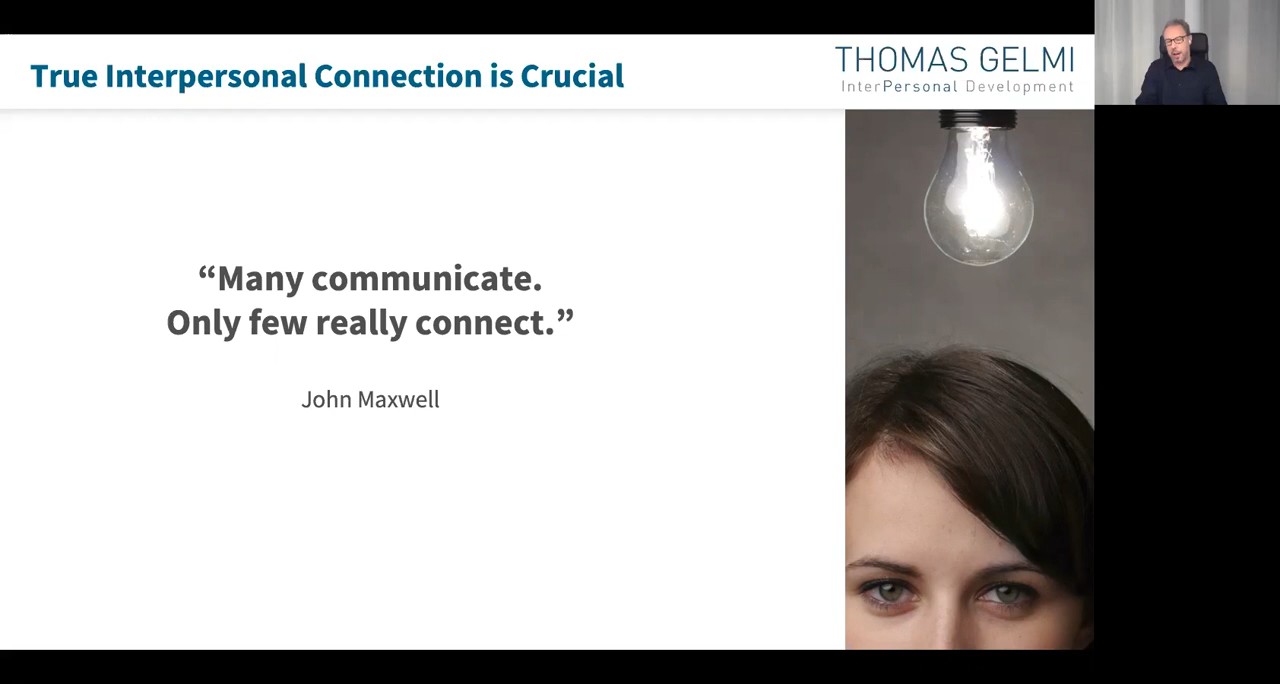 True Interpersonal Connection is Crucial
THOMAS GELMI
InterPersonal Development
“Many communicate.
Only few really connect.”
John Maxwell